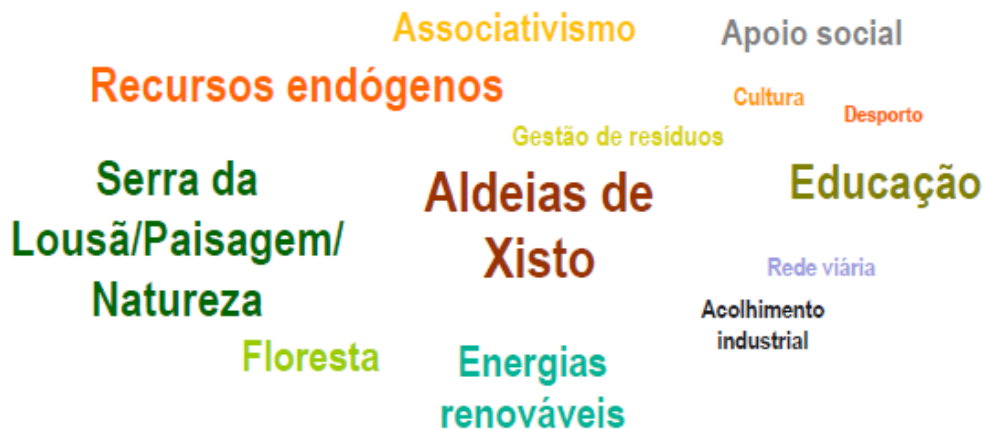 Associativismo
Apoio social
Recursos endógenos
Cultura
Desporto
Gestão de resíduos
Serra da
Lousã/Paisagem/
Natureza
Aldeias de
Xisto
Educação
Rede viária
Acolhimento
industrial
Floresta
Energias
renováveis